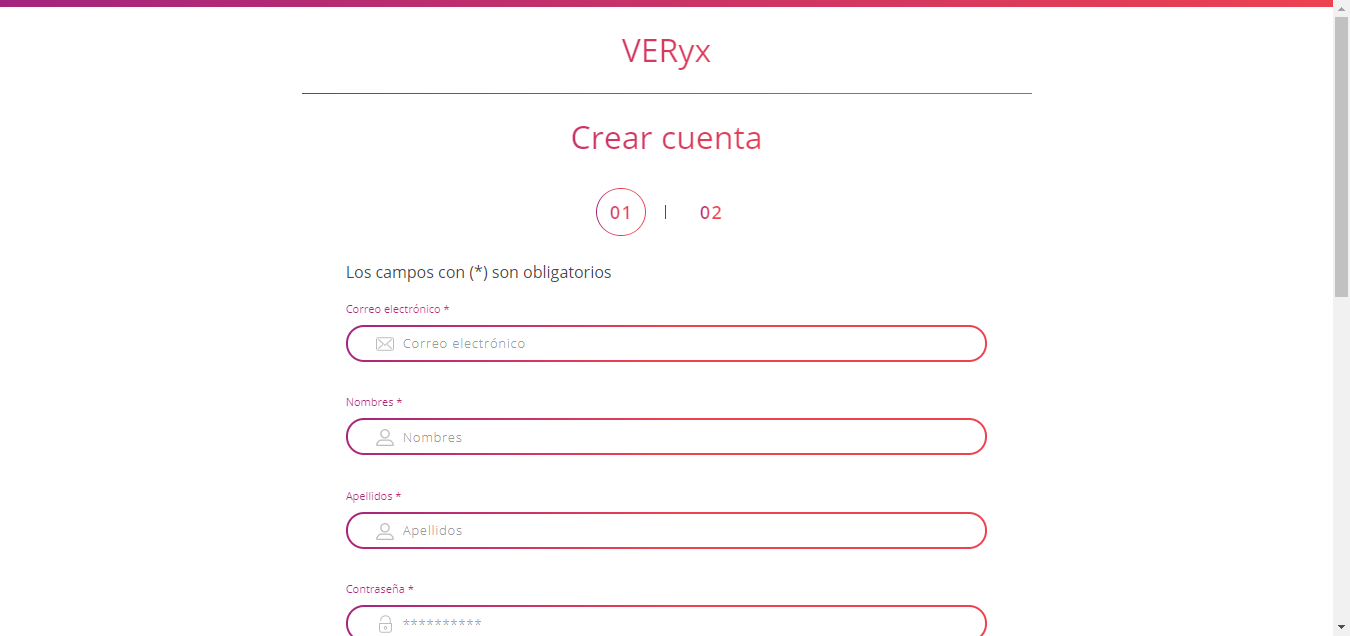 VERyx
Crear cuenta
01 | 02
Los campos con (*) son obligatorios
Correo electrónico *
Correo electrónico
Nombres *
Nombres
Apellidos *
Apellidos
Contraseña *
**********